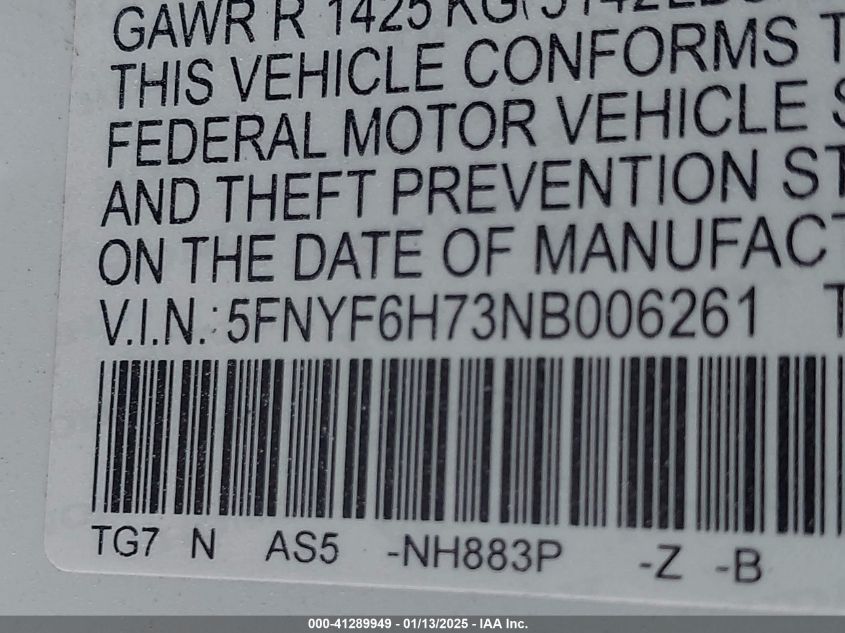 GAWR R 1425 KG(
THIS VEHICLE CONFORMS
FEDERAL MOTOR VEHICLE
AND THEFT PREVENTION
ON THE DATE OF MANUFACT
V.I.N.: 5FNYF6H73NB006261
TG7 N AS5 -NH883P -Z -B
000-41289949 - 01/13/2025 - IAA Inc.